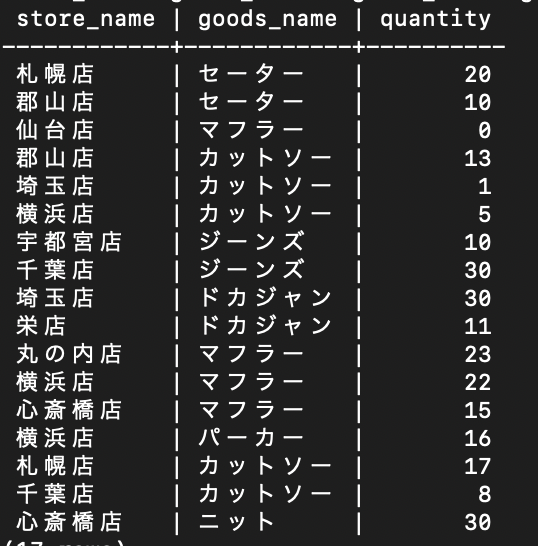 store_name | goods_name | quantity
-----------+------------+----------
札幌店 | セーター | 20
郡山店 | セーター | 10
仙台店 | マフラー | 0
郡山店 | カットソー | 13
埼玉店 | カットソー | 1
横浜店 | カットソー | 5
宇都宮店 | ジーンズ | 10
千葉店 | ジーンズ | 30
埼玉店 | ドカジャン | 30
栄店 | ドカジャン | 11
丸の内店 | マフラー | 23
横浜店 | マフラー | 22
心斎橋店 | マフラー | 15
横浜店 | パーカー | 16
札幌店 | カットソー | 17
千葉店 | カットソー | 8
心斎橋店 | ニット | 30